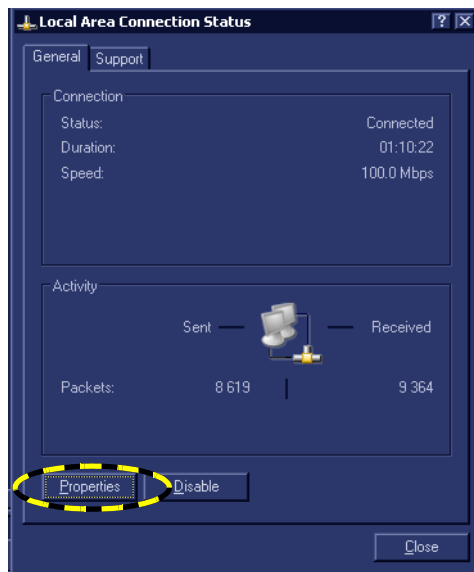 Local Area Connection Status
General Support
Connection
Status: Connected
Duration: 01:10:22
Speed: 100.0 Mbps
Activity
Sent Received
Packets: 8 619 9 364
Properties Disable
Close